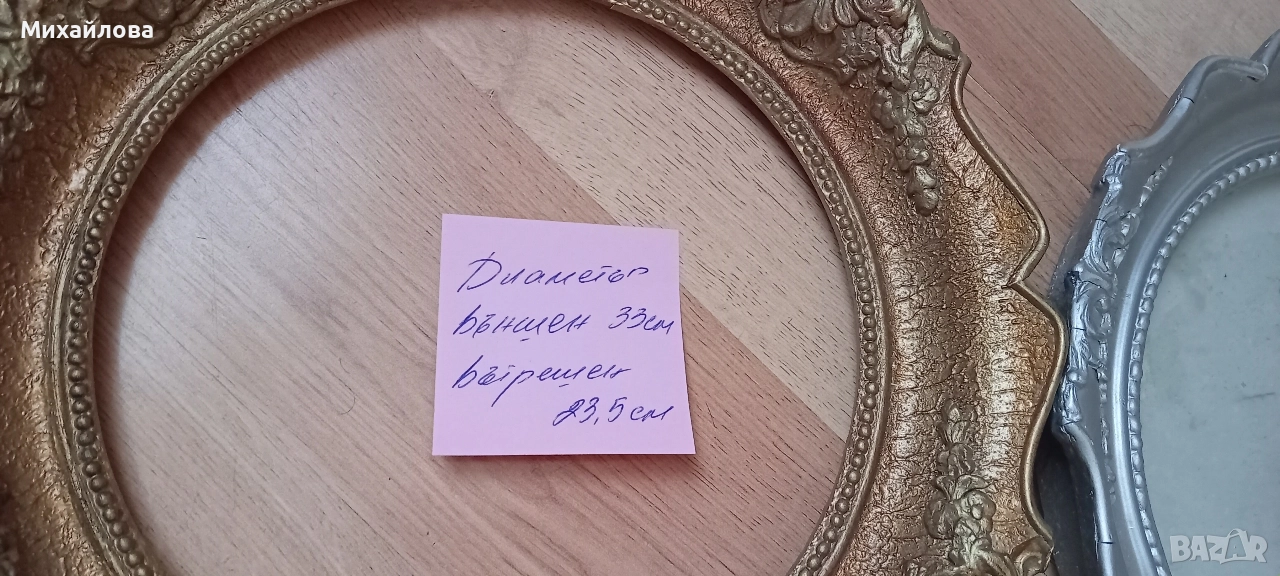 Михайлова
Диаметър
външен 33см
вътрешен
23,5см
BAZAR